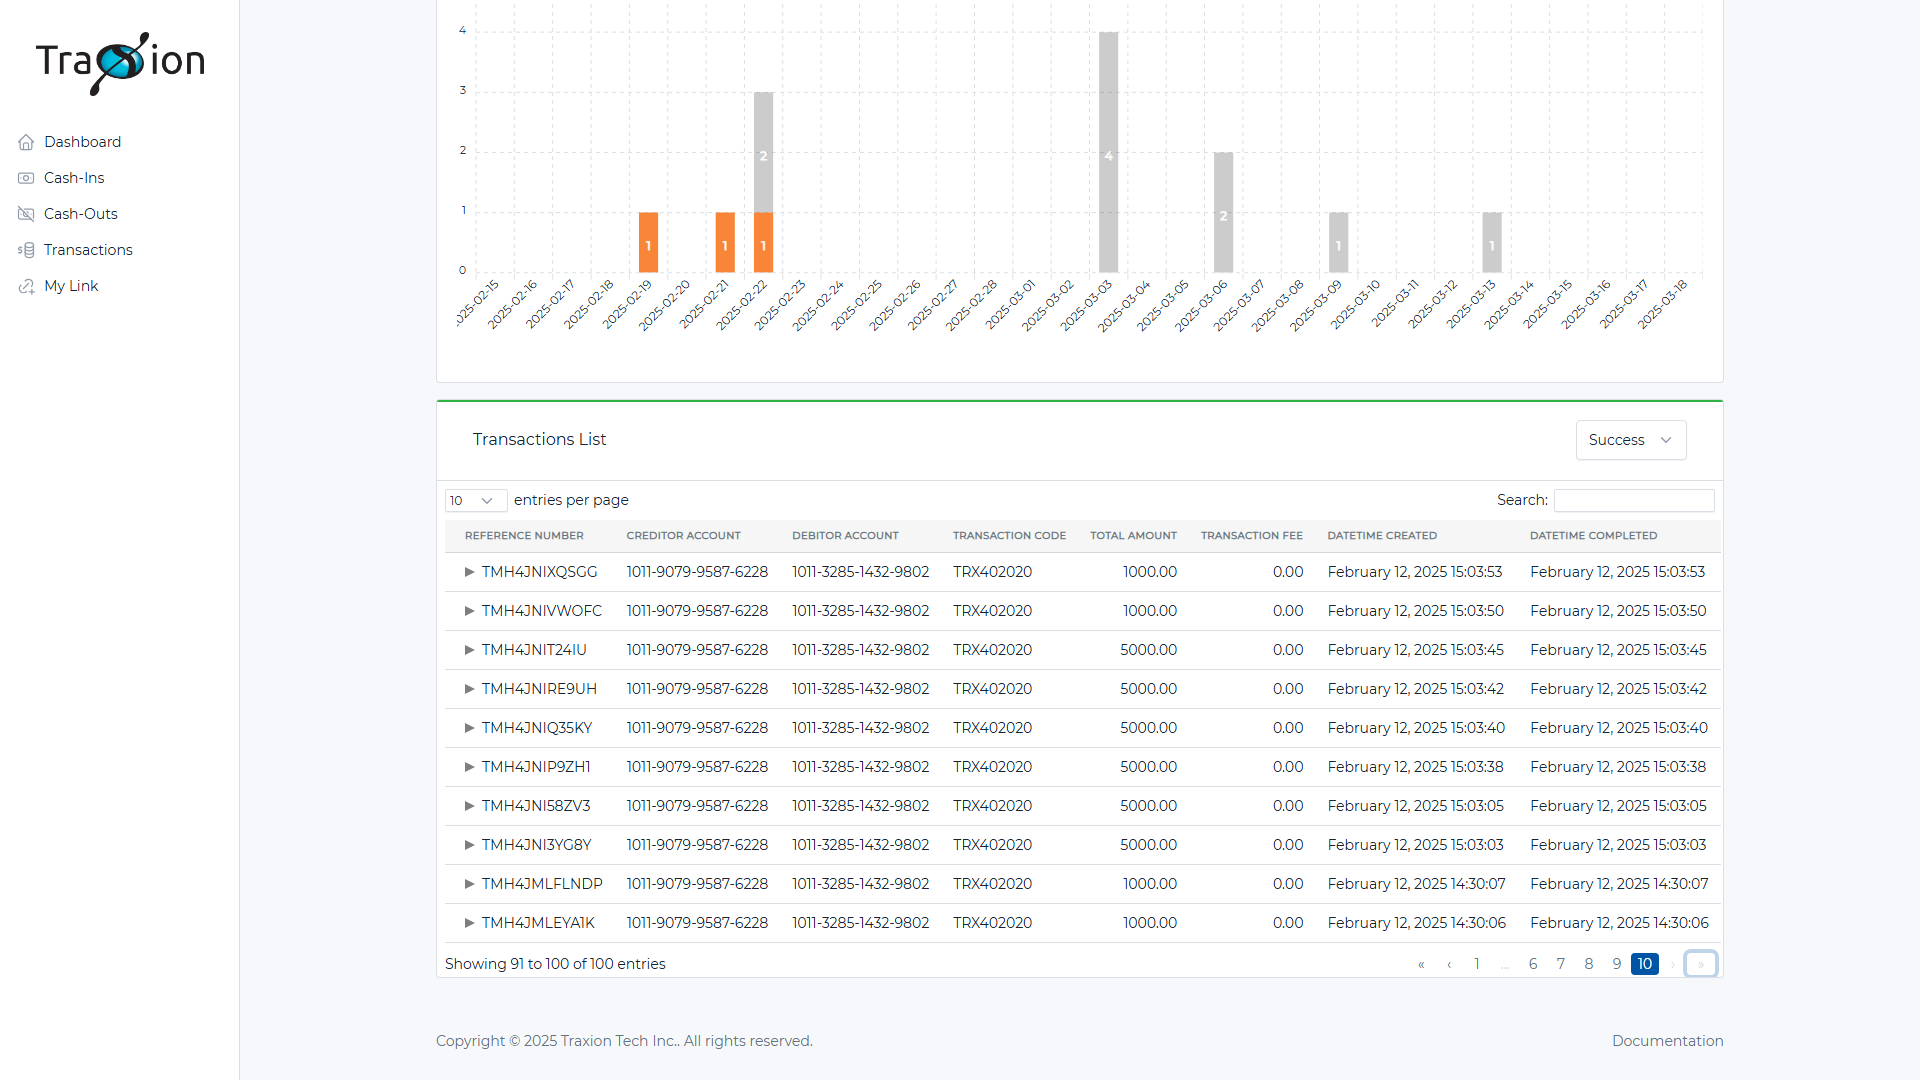 Traxion
Dashboard
Cash-Ins
Cash-Outs
Transactions
My Link
4
3
2
1
0
2
4
2
1
1
1
1
1
2025-02-15 2025-02-16 2025-02-17 2025-02-18 2025-02-19 2025-02-20 2025-02-21 2025-02-22 2025-02-23 2025-02-24 2025-02-25 2025-02-26 2025-02-27 2025-02-28 2025-03-01 2025-03-02 2025-03-03 2025-03-04 2025-03-05 2025-03-06 2025-03-07 2025-03-08 2025-03-09 2025-03-10 2025-03-11 2025-03-12 2025-03-13 2025-03-14 2025-03-15 2025-03-16 2025-03-17 2025-03-18
Transactions List Success
10 entries per page Search:
REFERENCE NUMBER CREDITOR ACCOUNT DEBITOR ACCOUNT TRANSACTION CODE TOTAL AMOUNT TRANSACTION FEE DATETIME CREATED DATETIME COMPLETED
▶ TMH4JNIXQSGG 1011-9079-9587-6228 1011-3285-1432-9802 TRX402020 1000.00 0.00 February 12, 2025 15:03:53 February 12, 2025 15:03:53
▶ TMH4JNIVWOFC 1011-9079-9587-6228 1011-3285-1432-9802 TRX402020 1000.00 0.00 February 12, 2025 15:03:50 February 12, 2025 15:03:50
▶ TMH4JNIT24IU 1011-9079-9587-6228 1011-3285-1432-9802 TRX402020 5000.00 0.00 February 12, 2025 15:03:45 February 12, 2025 15:03:45
▶ TMH4JNIRE9UH 1011-9079-9587-6228 1011-3285-1432-9802 TRX402020 5000.00 0.00 February 12, 2025 15:03:42 February 12, 2025 15:03:42
▶ TMH4JNIQ35KY 1011-9079-9587-6228 1011-3285-1432-9802 TRX402020 5000.00 0.00 February 12, 2025 15:03:40 February 12, 2025 15:03:40
▶ TMH4JNIP9ZH1 1011-9079-9587-6228 1011-3285-1432-9802 TRX402020 5000.00 0.00 February 12, 2025 15:03:38 February 12, 2025 15:03:38
▶ TMH4JNI58ZV3 1011-9079-9587-6228 1011-3285-1432-9802 TRX402020 5000.00 0.00 February 12, 2025 15:03:05 February 12, 2025 15:03:05
▶ TMH4JNI3YG8Y 1011-9079-9587-6228 1011-3285-1432-9802 TRX402020 5000.00 0.00 February 12, 2025 15:03:03 February 12, 2025 15:03:03
▶ TMH4JMLFLNDP 1011-9079-9587-6228 1011-3285-1432-9802 TRX402020 1000.00 0.00 February 12, 2025 14:30:07 February 12, 2025 14:30:07
▶ TMH4JMLEYA1K 1011-9079-9587-6228 1011-3285-1432-9802 TRX402020 1000.00 0.00 February 12, 2025 14:30:06 February 12, 2025 14:30:06
Showing 91 to 100 of 100 entries « ‹ 1 … 6 7 8 9 10 › »
Copyright © 2025 Traxion Tech Inc.. All rights reserved. Documentation